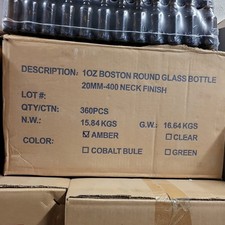 DESCRIPTION: 1OZ BOSTON ROUND GLASS BOTTLE
20MM-400 NECK FINISH
LOT #:
QTY/CTN: 360PCS
N.W.: 15.84 KGS G.W.: 16.64 KGS
COLOR: ☑ AMBER ☐ CLEAR
☐ COBALT BULE ☐ GREEN